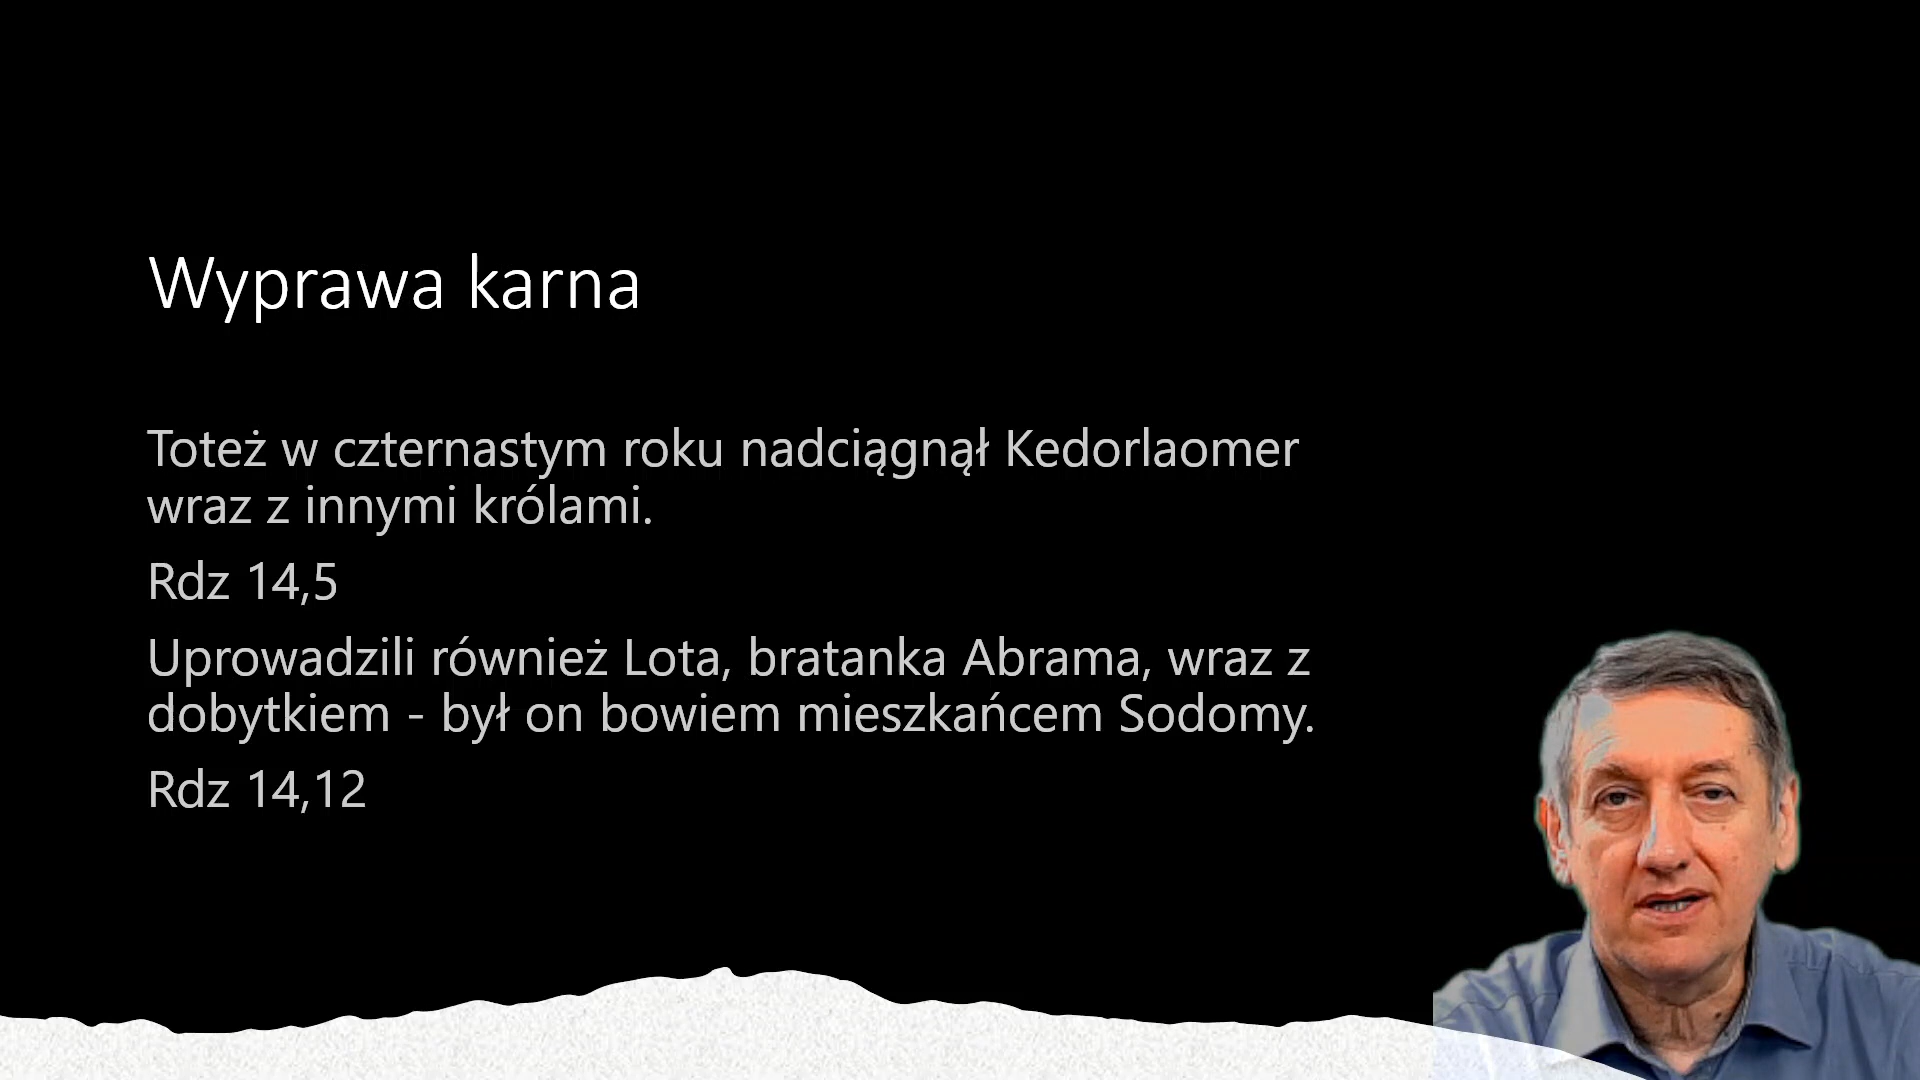 Wyprawa karna
Toteż w czternastym roku nadciągnął Kedorlaomer
wraz z innymi królami.
Rdz 14,5
Uprowadzili również Lota, bratanka Abrama, wraz z
dobytkiem - był on bowiem mieszkańcem Sodomy.
Rdz 14,12